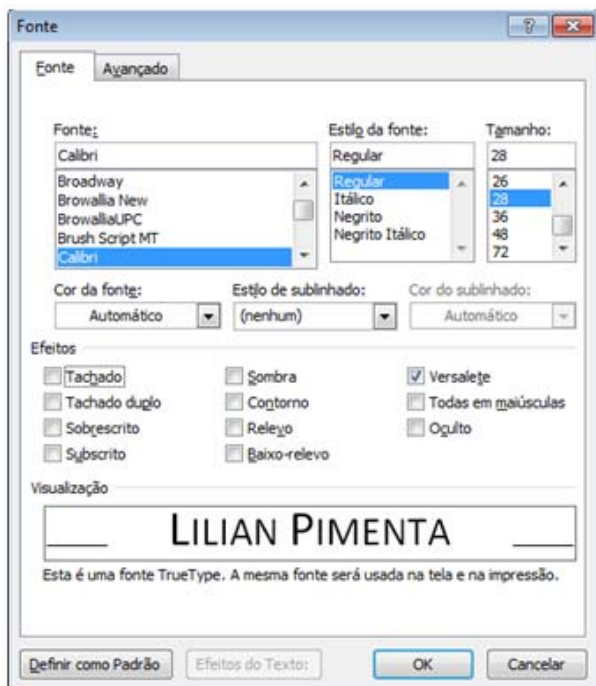 Fonte
Fonte Avançado
Fonte: Estilo da fonte: Tamanho:
Calibri Regular 28
Broadway Regular 26
Browallia New Itálico 28
BrowalliaUPC Negrito 36
Brush Script MT Negrito Itálico 48
Calibri 72
Cor da fonte: Estilo de sublinhado: Cor do sublinhado:
Automático (nenhum) Automático
Efeitos
Tachado Sombra Versalete
Tachado duplo Contorno Todas em maiúsculas
Sobrescrito Relevo Oculto
Subscrito Baixo-relevo
Visualização
LILIAN PIMENTA
Esta é uma fonte TrueType. A mesma fonte será usada na tela e na impressão.
Definir como Padrão Efeitos do Texto: OK Cancelar